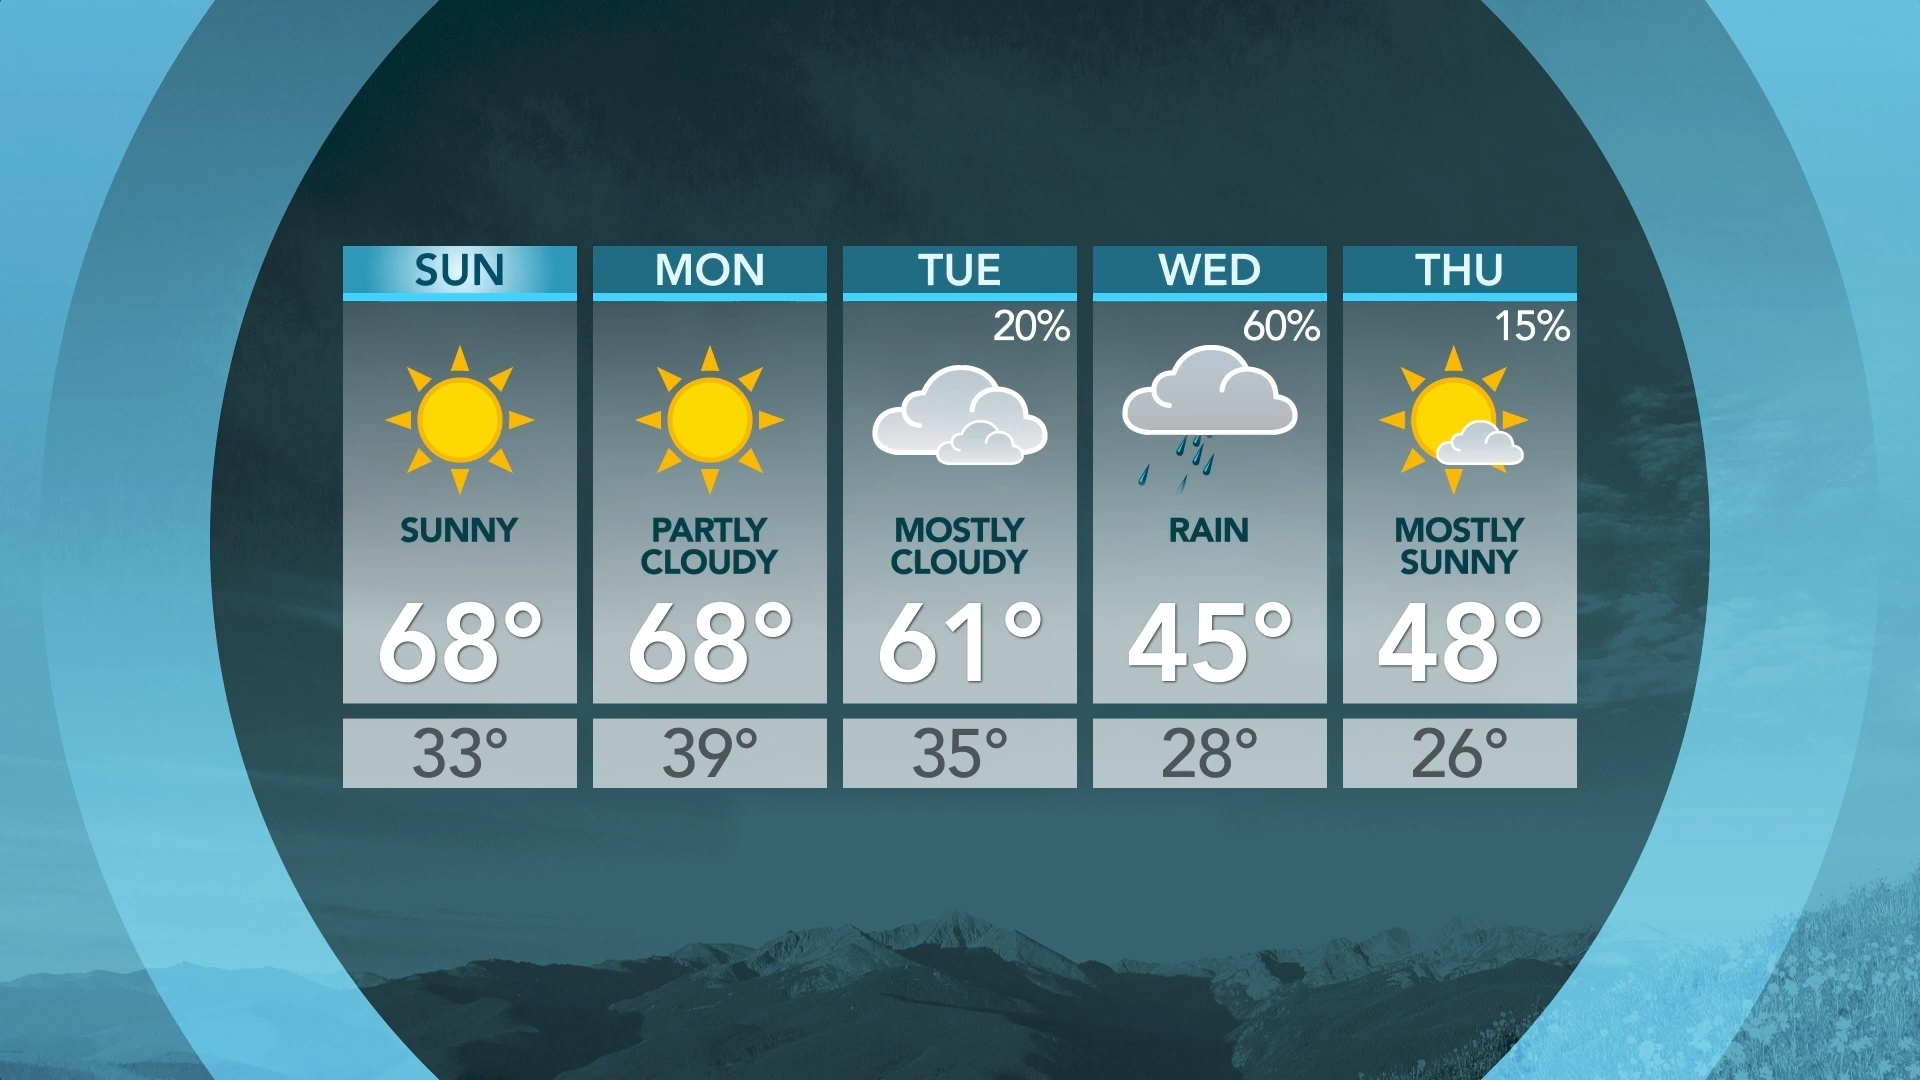 SUN MON TUE WED THU
20% 60% 15%
SUNNY PARTLY MOSTLY RAIN MOSTLY
CLOUDY CLOUDY SUNNY
68° 68° 61° 45° 48°
33° 39° 35° 28° 26°